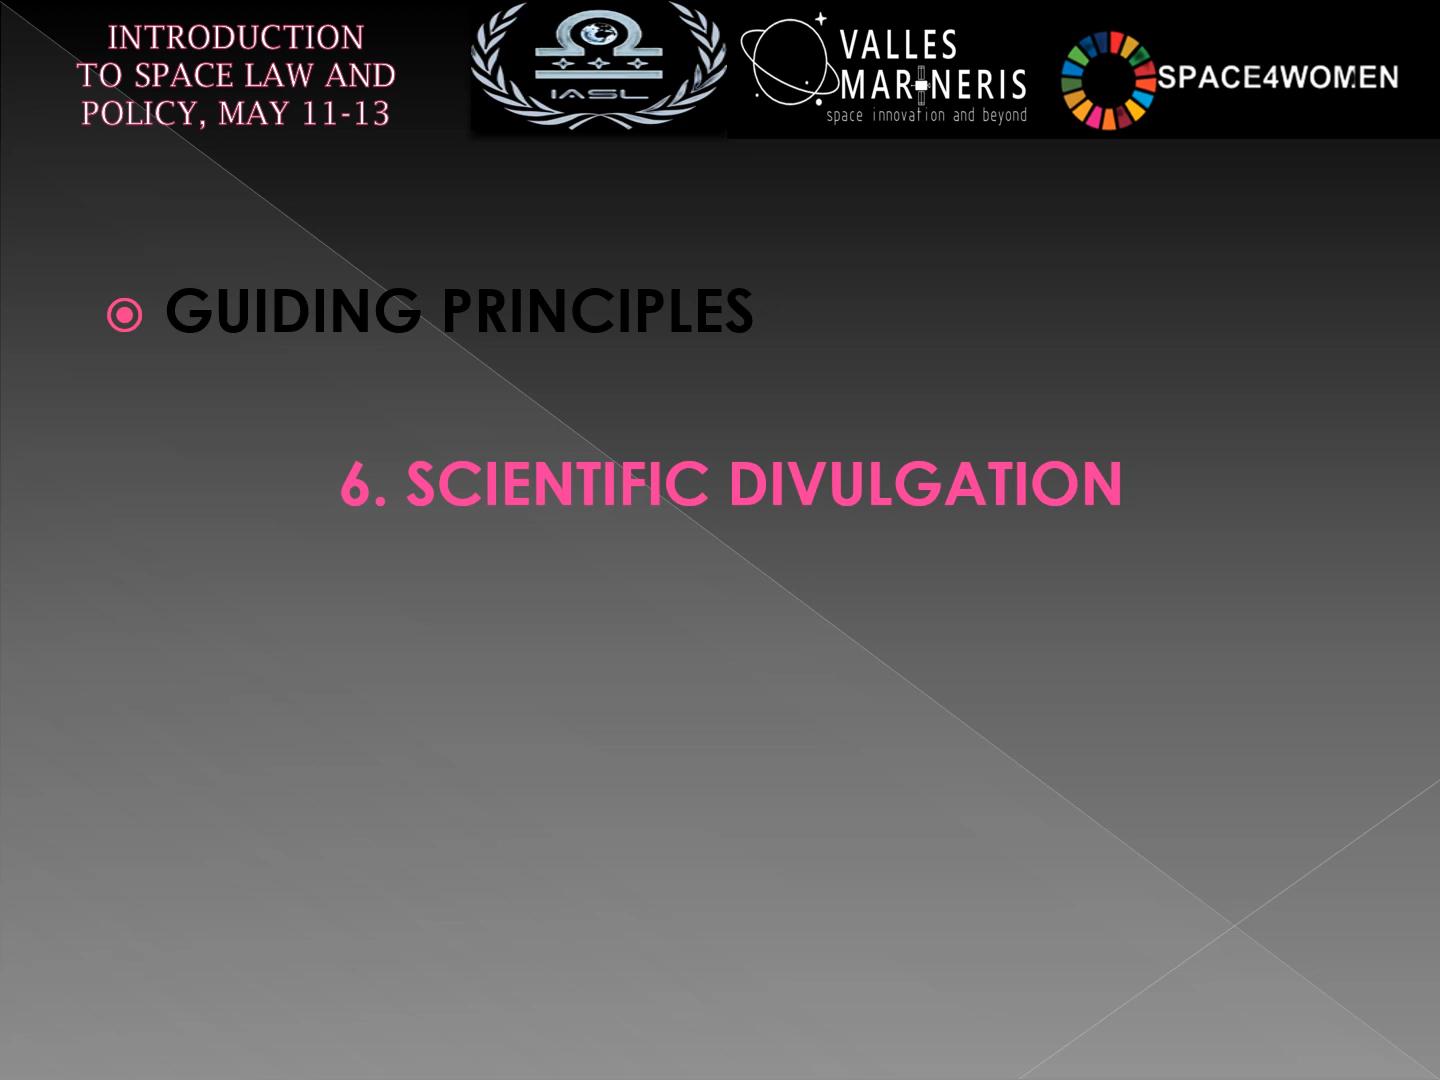 INTRODUCTION
TO SPACE LAW AND
POLICY, MAY 11-13
IASL
VALLES
MARINERIS
space innovation and beyond
SPACE4WOMEN
GUIDING PRINCIPLES
6. SCIENTIFIC DIVULGATION